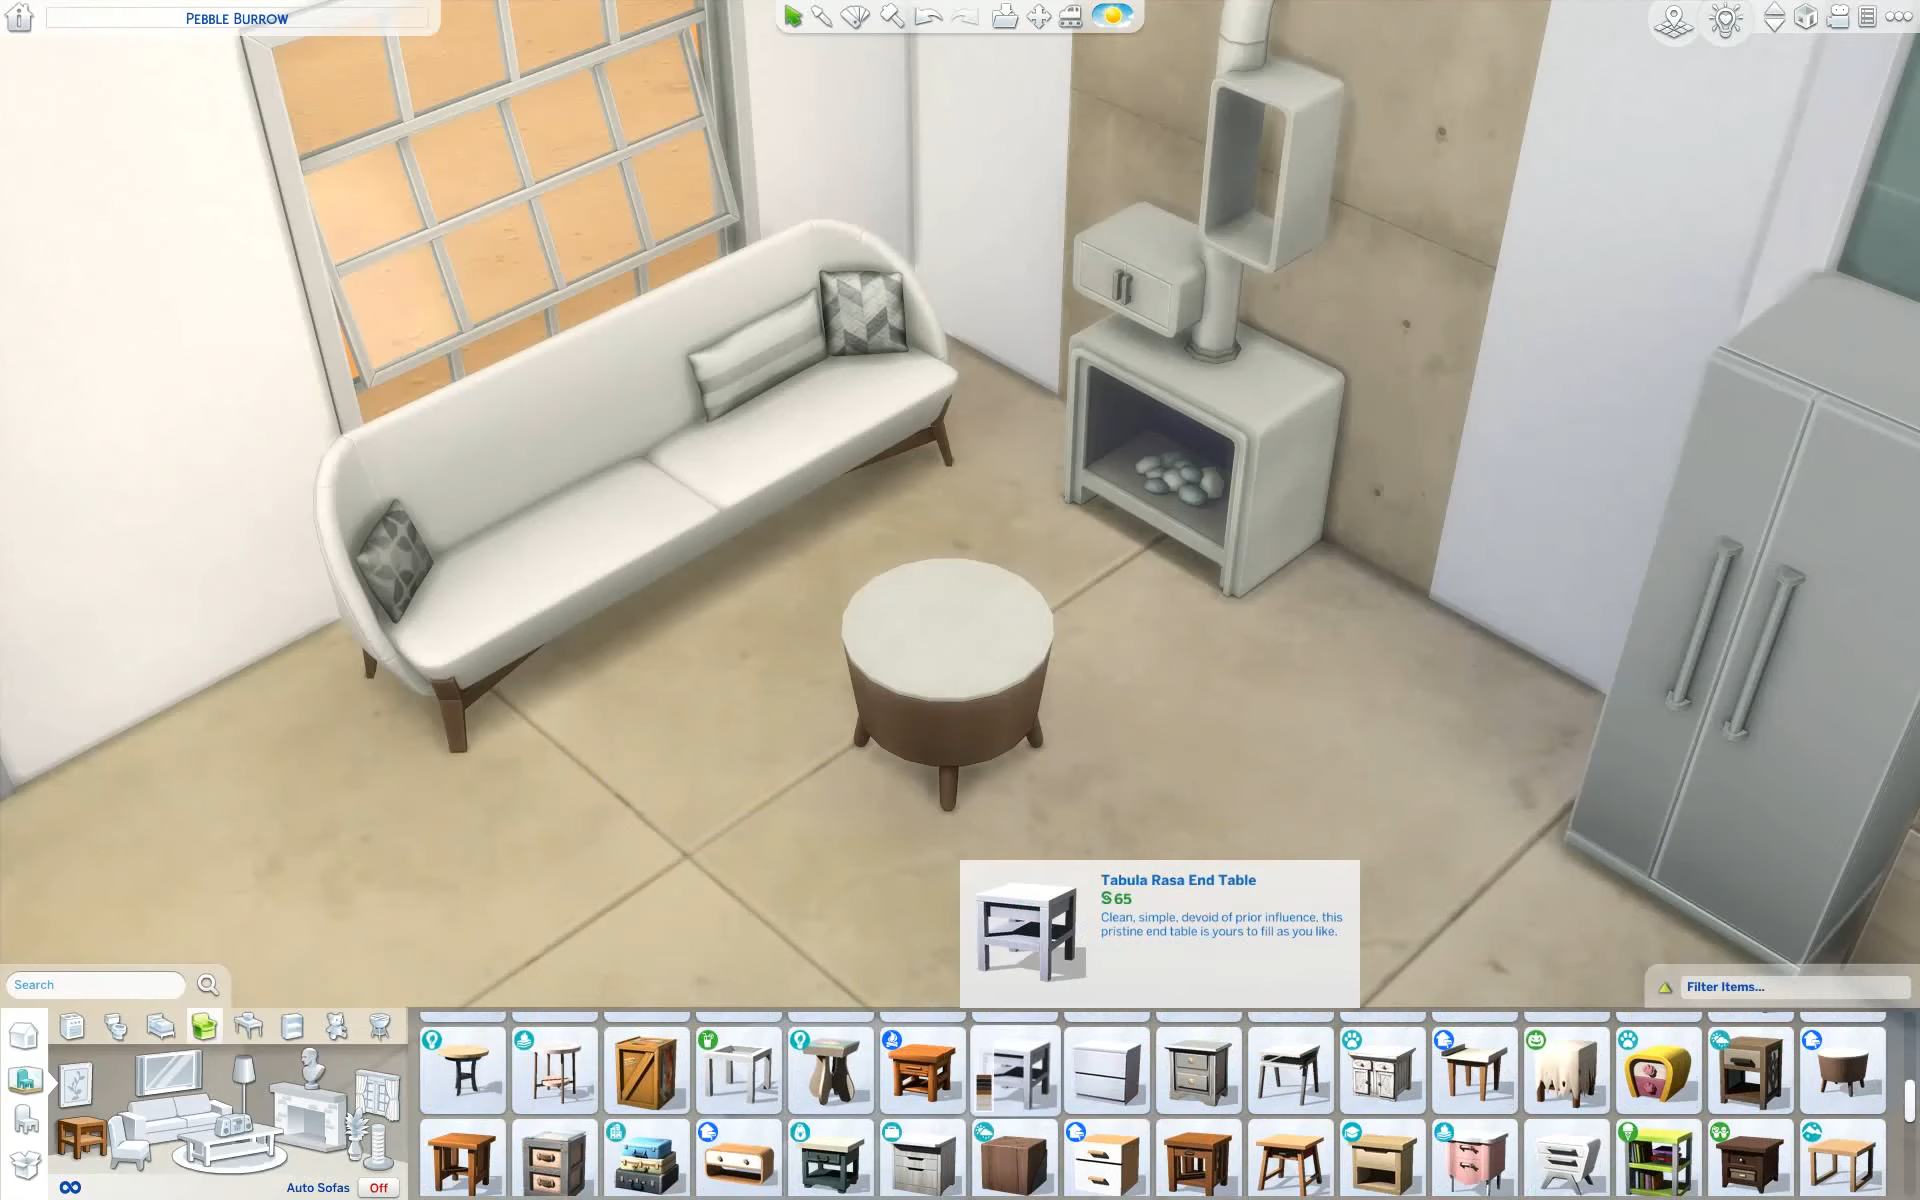 Pebble Burrow
Tabula Rasa End Table
§65
Clean, simple, devoid of prior influence, this
pristine end table is yours to fill as you like.
Search
Filter Items...
Auto Sofas Off